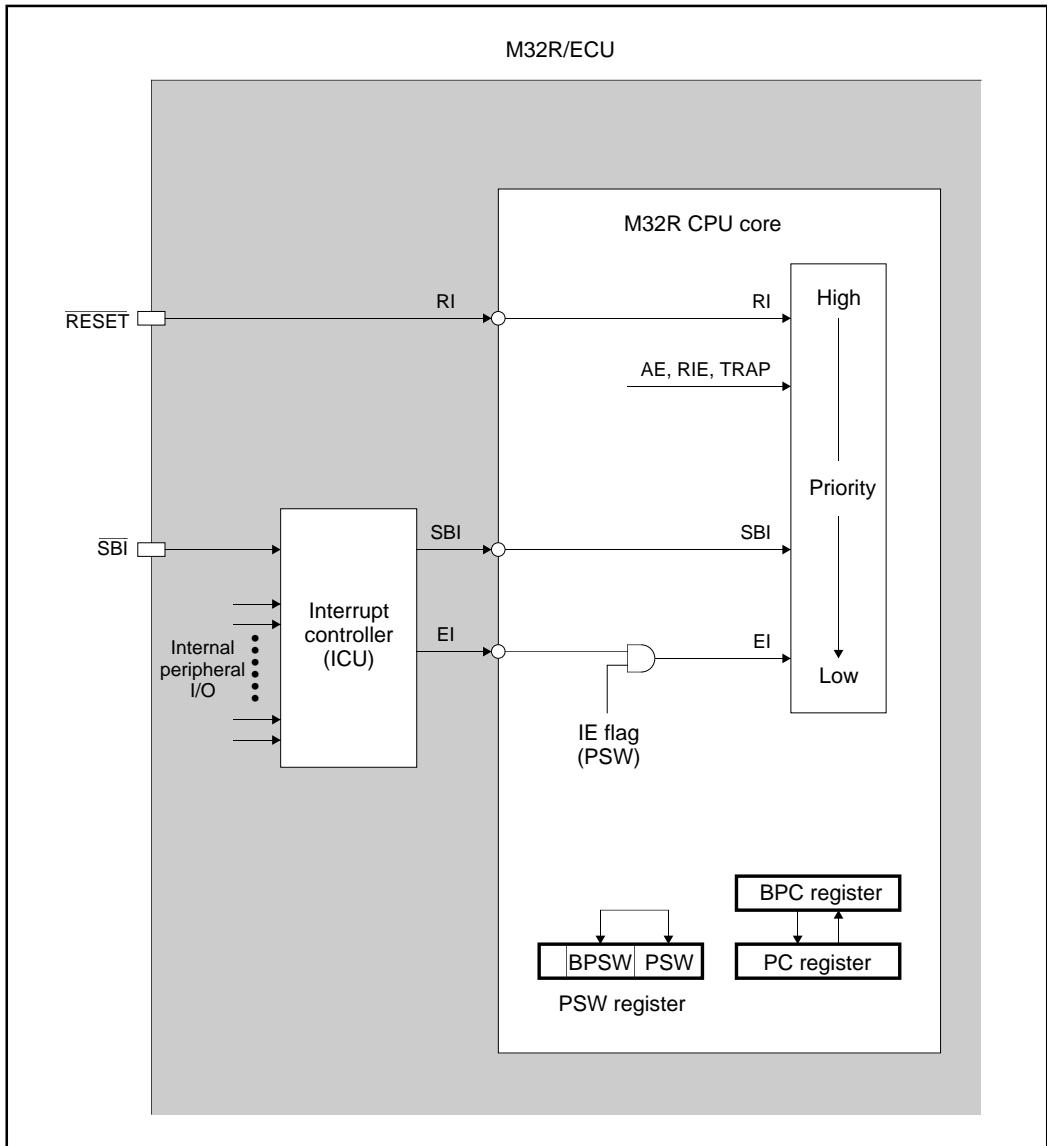 M32R/ECU
M32R CPU core
RESET
RI
RI
High
AE, RIE, TRAP
Priority
SBI
SBI
SBI
Internal
peripheral
I/O
Interrupt
controller
(ICU)
EI
EI
Low
IE flag
(PSW)
BPC register
BPSW PSW
PC register
PSW register